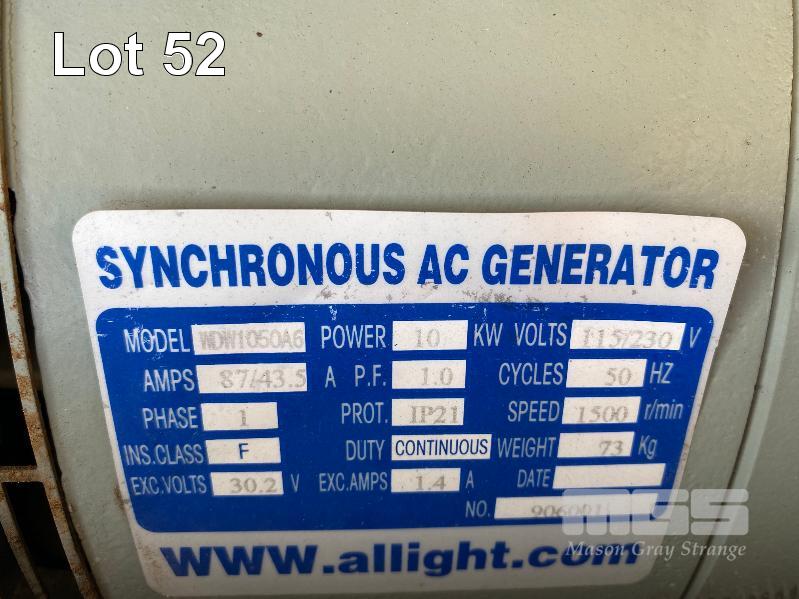 Lot 52
SYNCHRONOUS AC GENERATOR
MODEL WDW1050A6 POWER 10 KW VOLTS 115/230 V
AMPS 87/43.5 A P.F. 1.0 CYCLES 50 HZ
PHASE 1 PROT. IP21 SPEED 1500 r/min
INS.CLASS F DUTY CONTINUOUS WEIGHT 73 Kg
EXC.VOLTS 30.2 V EXC.AMPS 1.4 A DATE
NO.
www.allight.com
MGS
Mason Gray Strange